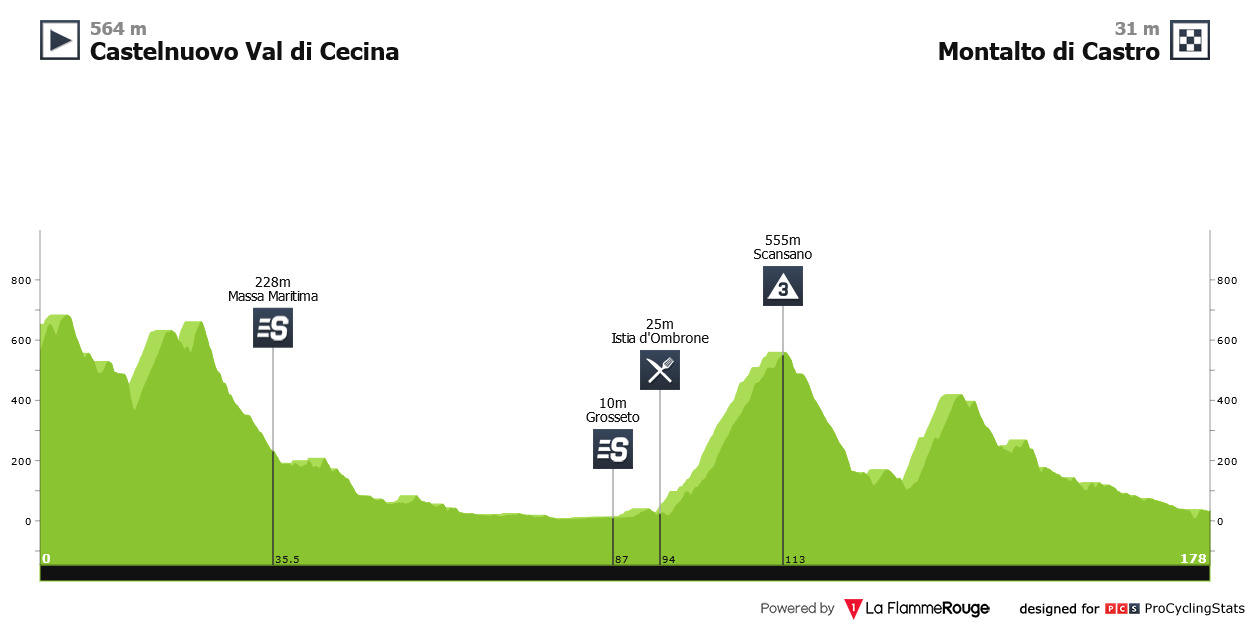 564 m
Castelnuovo Val di Cecina
31 m
Montalto di Castro
555m
Scansano
3
228m
Massa Maritima
S
25m
Istia d'Ombrone
10m
Grosseto
S
800
600
400
200
0
800
600
400
200
0
0
35.5
87
94
113
178
Powered by 1 La FlammeRouge designed for PCS ProCyclingStats